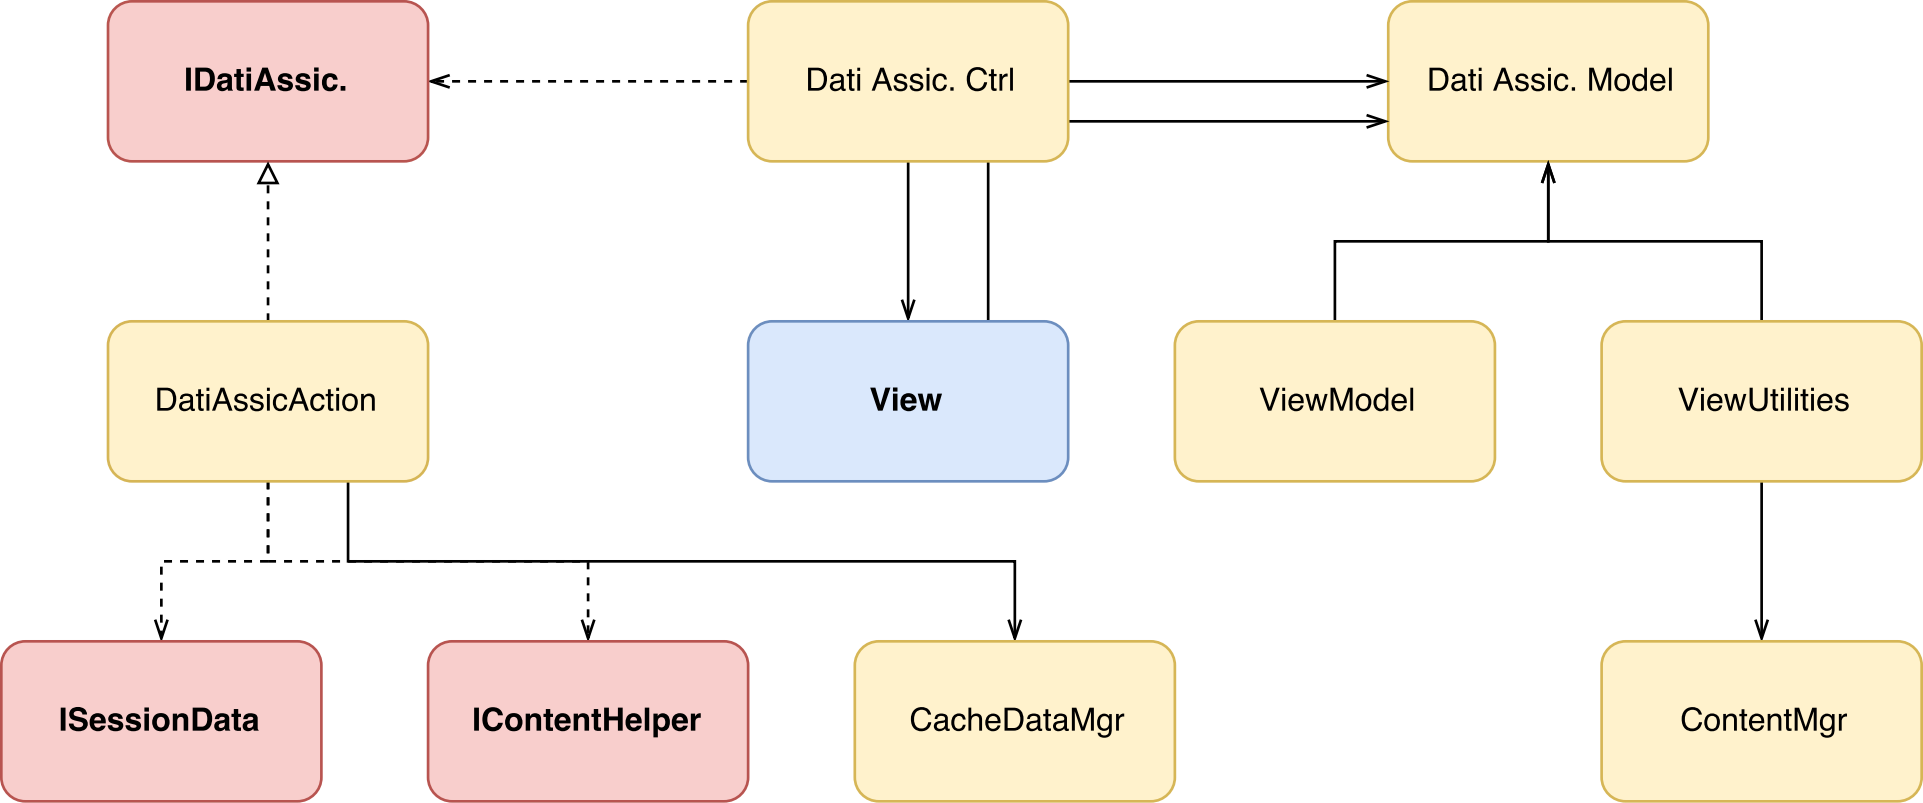 IDatiAssic.
Dati Assic. Ctrl
Dati Assic. Model
DatiAssicAction
View
ViewModel
ViewUtilities
ISessionData
IContentHelper
CacheDataMgr
ContentMgr